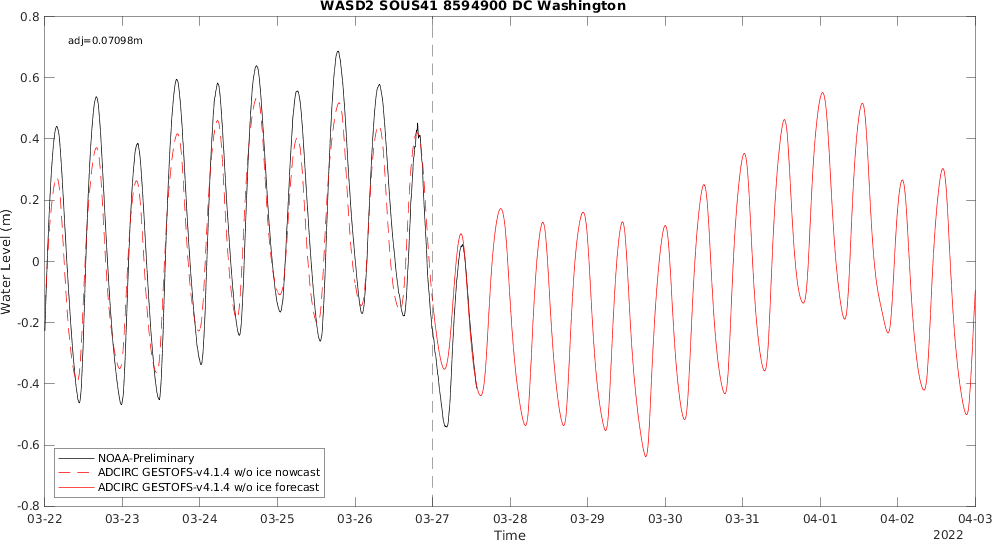 WASD2 SOUS41 8594900 DC Washington
adj=0.07098m
0.8
0.6
0.4
0.2
0
-0.2
-0.4
-0.6
-0.8
Water Level (m)
NOAA-Preliminary
ADCIRC GESTOFS-v4.1.4 w/o ice nowcast
ADCIRC GESTOFS-v4.1.4 w/o ice forecast
03-22 03-23 03-24 03-25 03-26 03-27 03-28 03-29 03-30 03-31 04-01 04-02 04-03
Time
2022